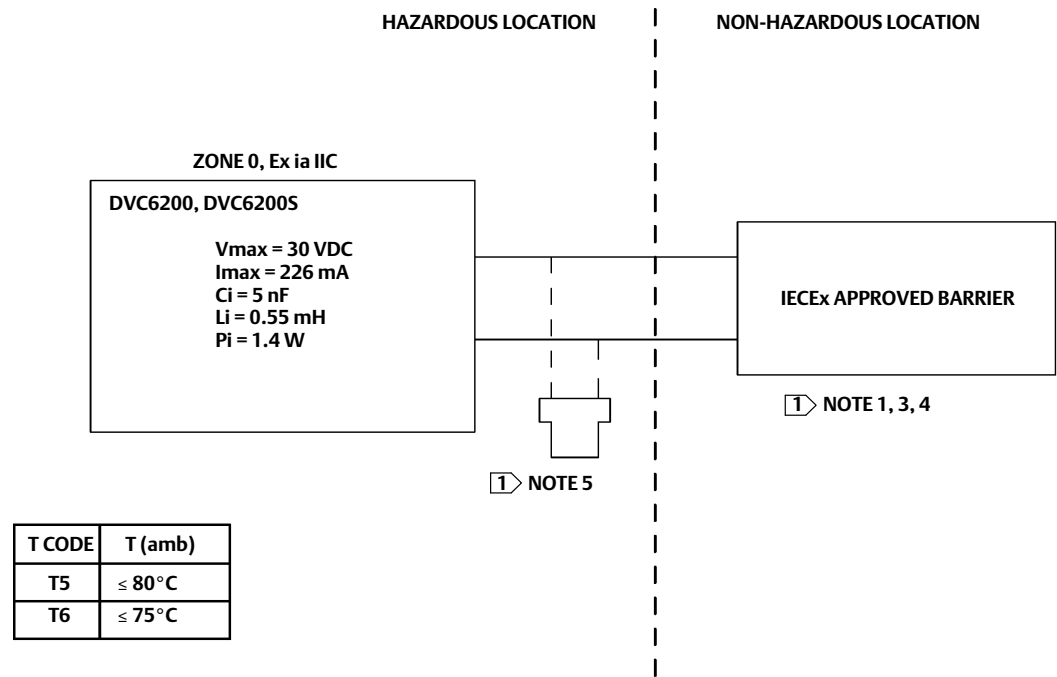 HAZARDOUS LOCATION
NON-HAZARDOUS LOCATION
ZONE 0, Ex ia IIC
DVC6200, DVC6200S
Vmax = 30 VDC
Imax = 226 mA
Ci = 5 nF
Li = 0.55 mH
Pi = 1.4 W
IECEx APPROVED BARRIER
1 NOTE 1, 3, 4
1 NOTE 5
T CODE T (amb)
T5 ≤ 80°C
T6 ≤ 75°C